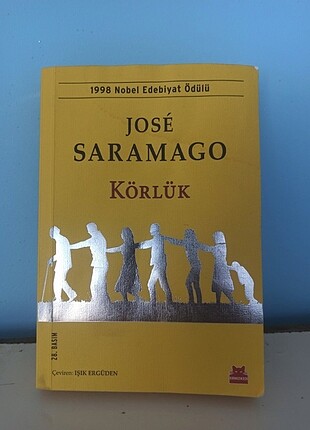 1998 Nobel Edebiyat Ödülü
JOSÉ
SARAMAGO
KÖRLÜK
28. BASIM
Çeviren: IŞIK ERGÜDEN